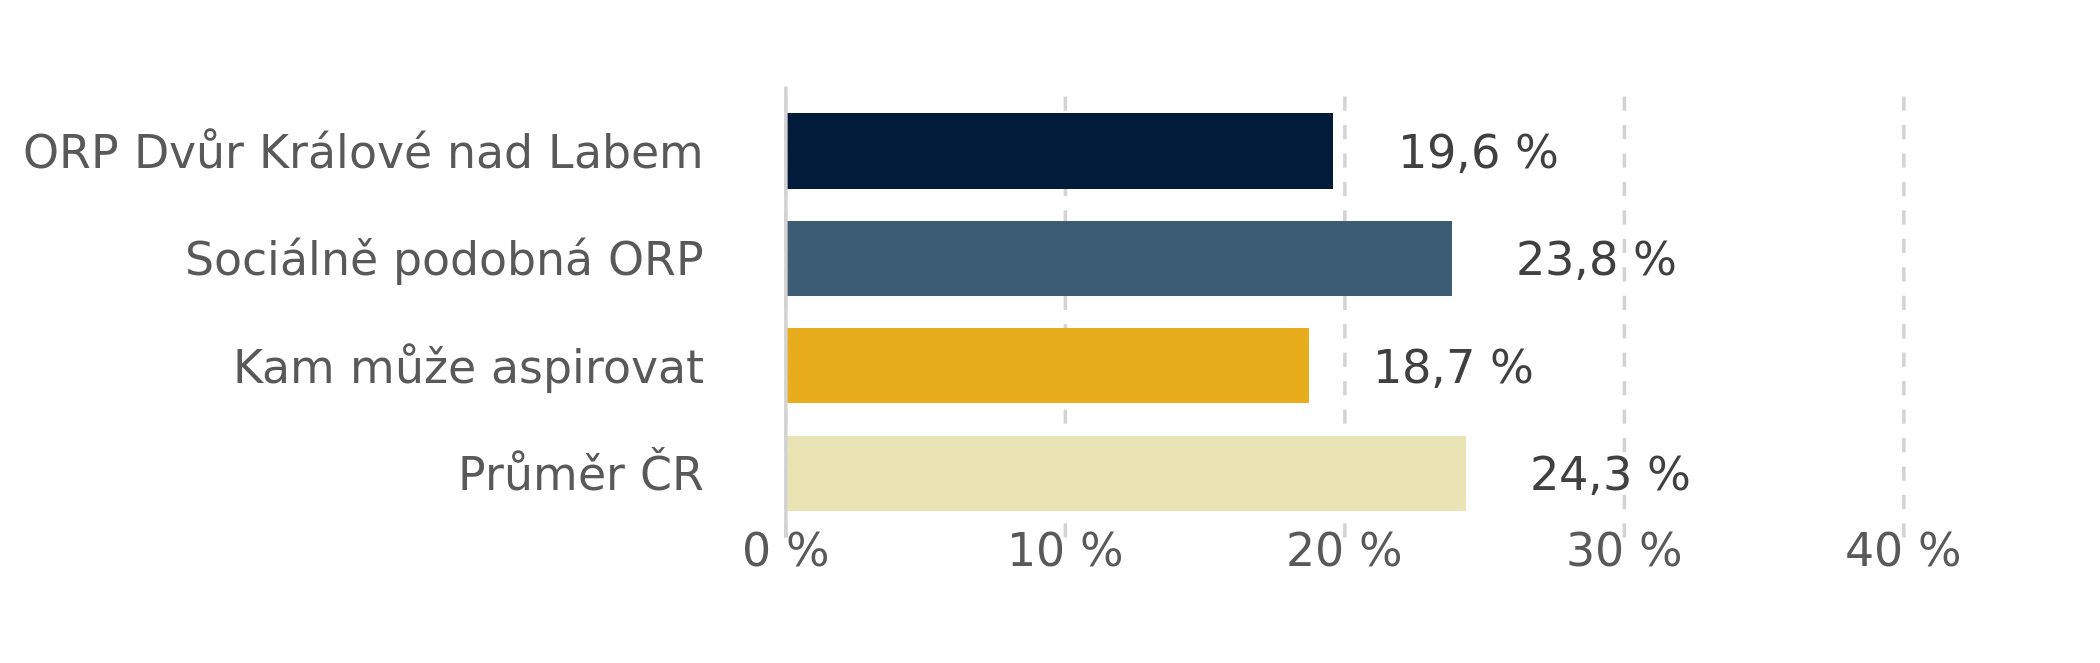 ORP Dvůr Králové nad Labem 19,6 %
Sociálně podobná ORP 23,8 %
Kam může aspirovat 18,7 %
Průměr ČR 24,3 %
0 % 10 % 20 % 30 % 40 %